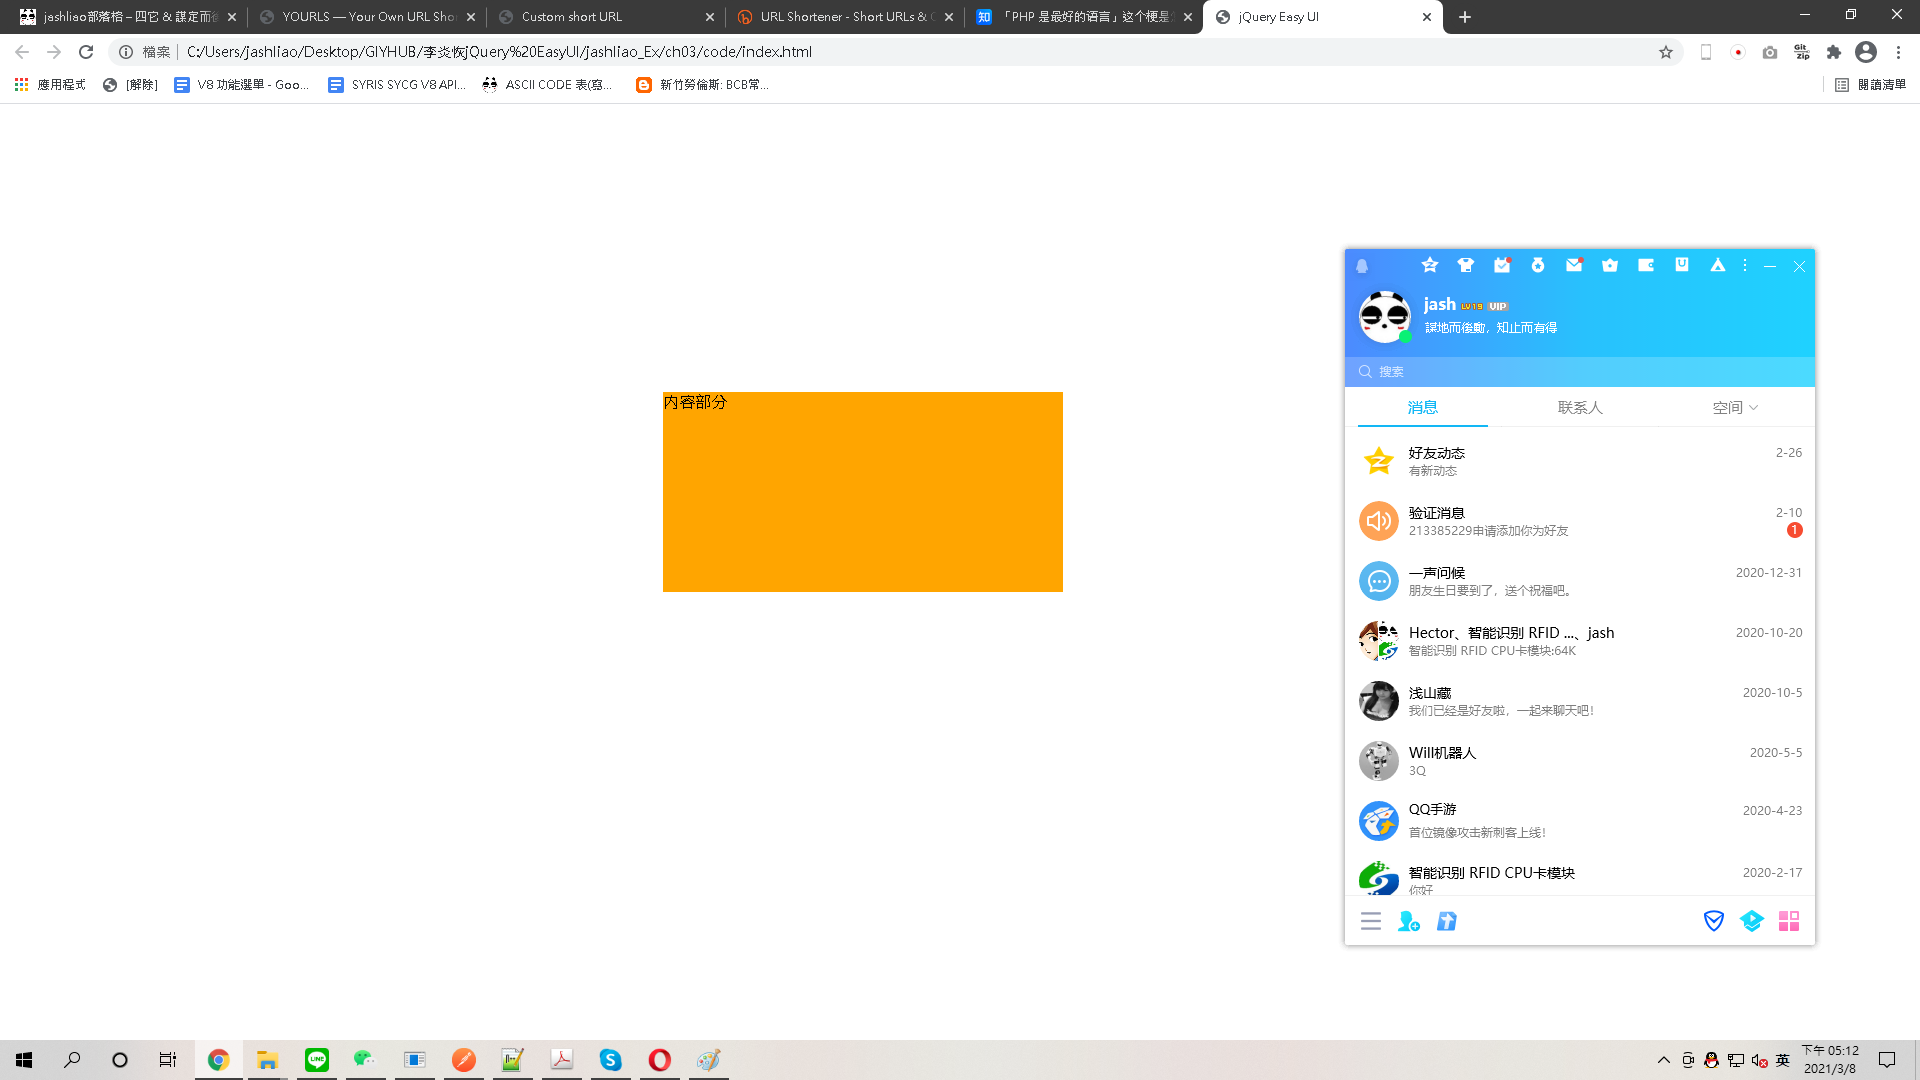 jashliao部落格 – 四它 & 謀定而後
YOURLS — Your Own URL Shor
Custom short URL
URL Shortener - Short URLs & C
「PHP 是最好的语言」这个梗是
jQuery Easy UI
檔案
C:/Users/jashliao/Desktop/GIYHUB/李炎恢jQuery%20EasyUI/jashliao_Ex/ch03/code/index.html
應用程式
[解除]
V8 功能選單 - Goo...
SYRIS SYCG V8 API...
ASCII CODE 表(寫...
新竹勞倫斯: BCB常...
閱讀清單
内容部分
jash LV19 VIP
謀地而後動，知止而有得
搜索
消息
联系人
空间
好友动态
2-26
有新动态
验证消息
2-10
213385229申请添加你为好友
1
一声问候
2020-12-31
朋友生日要到了，送个祝福吧。
Hector、智能识别 RFID ...、jash
2020-10-20
智能识别 RFID CPU卡模块:64K
浅山藏
2020-10-5
我们已经是好友啦，一起来聊天吧！
Will机器人
2020-5-5
3Q
QQ手游
2020-4-23
首位镜像攻击新刺客上线！
智能识别 RFID CPU卡模块
2020-2-17
你好
英
下午 05:12
2021/3/8